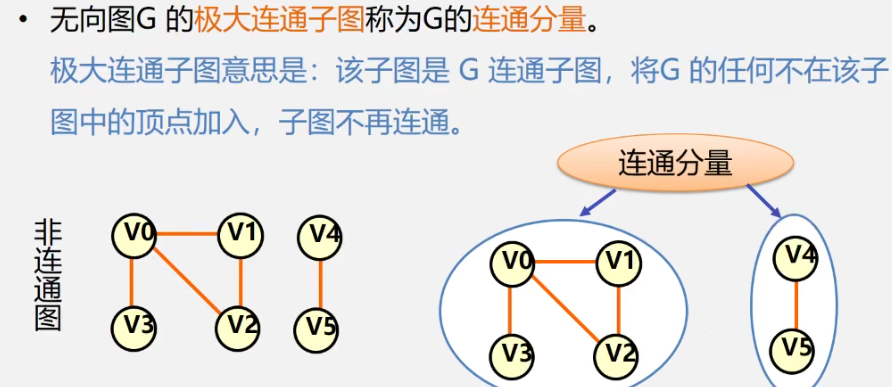 • 无向图G 的极大连通子图称为G的连通分量。
极大连通子图意思是：该子图是 G 连通子图，将G 的任何不在该子
图中的顶点加入，子图不再连通。
连通分量
非连通图
V0 V1 V4
V3 V2 V5
V0 V1 V4
V3 V2 V5